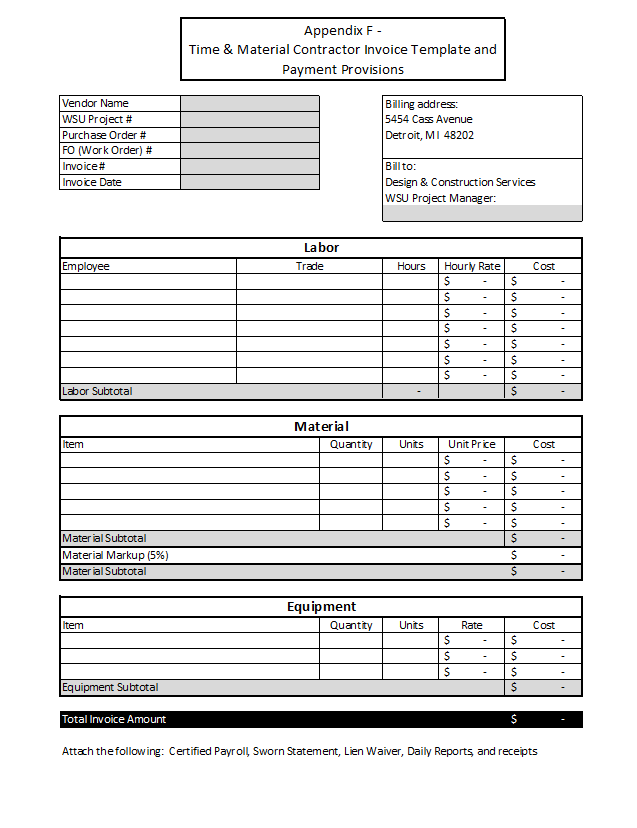 Appendix F -
Time & Material Contractor Invoice Template and
Payment Provisions
Vendor Name
WSU Project #
Purchase Order #
FO (Work Order) #
Invoice #
Invoice Date
Billing address:
5454 Cass Avenue
Detroit, MI 48202
Bill to:
Design & Construction Services
WSU Project Manager:
Labor
Employee Trade Hours Hourly Rate Cost
$ - $ -
$ - $ -
$ - $ -
$ - $ -
$ - $ -
$ - $ -
$ - $ -
Labor Subtotal - $ -
Material
Item Quantity Units Unit Price Cost
$ - $ -
$ - $ -
$ - $ -
$ - $ -
$ - $ -
Material Subtotal $ -
Material Markup (5%) $ -
Material Subtotal $ -
Equipment
Item Quantity Units Rate Cost
$ - $ -
$ - $ -
$ - $ -
Equipment Subtotal $ -
Total Invoice Amount $ -
Attach the following: Certified Payroll, Sworn Statement, Lien Waiver, Daily Reports, and receipts